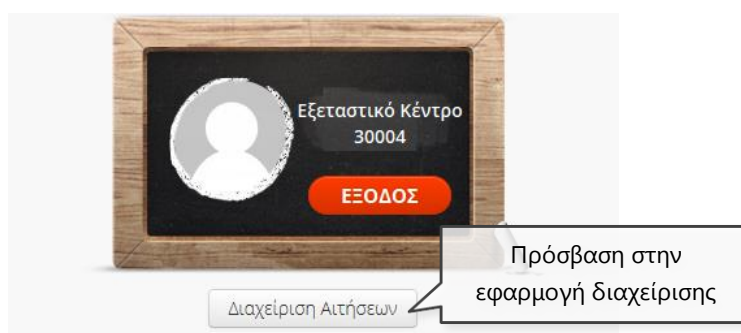 Εξεταστικό Κέντρο
30004
ΕΞΟΔΟΣ
Πρόσβαση στην
εφαρμογή διαχείρισης
Διαχείριση Αιτήσεων